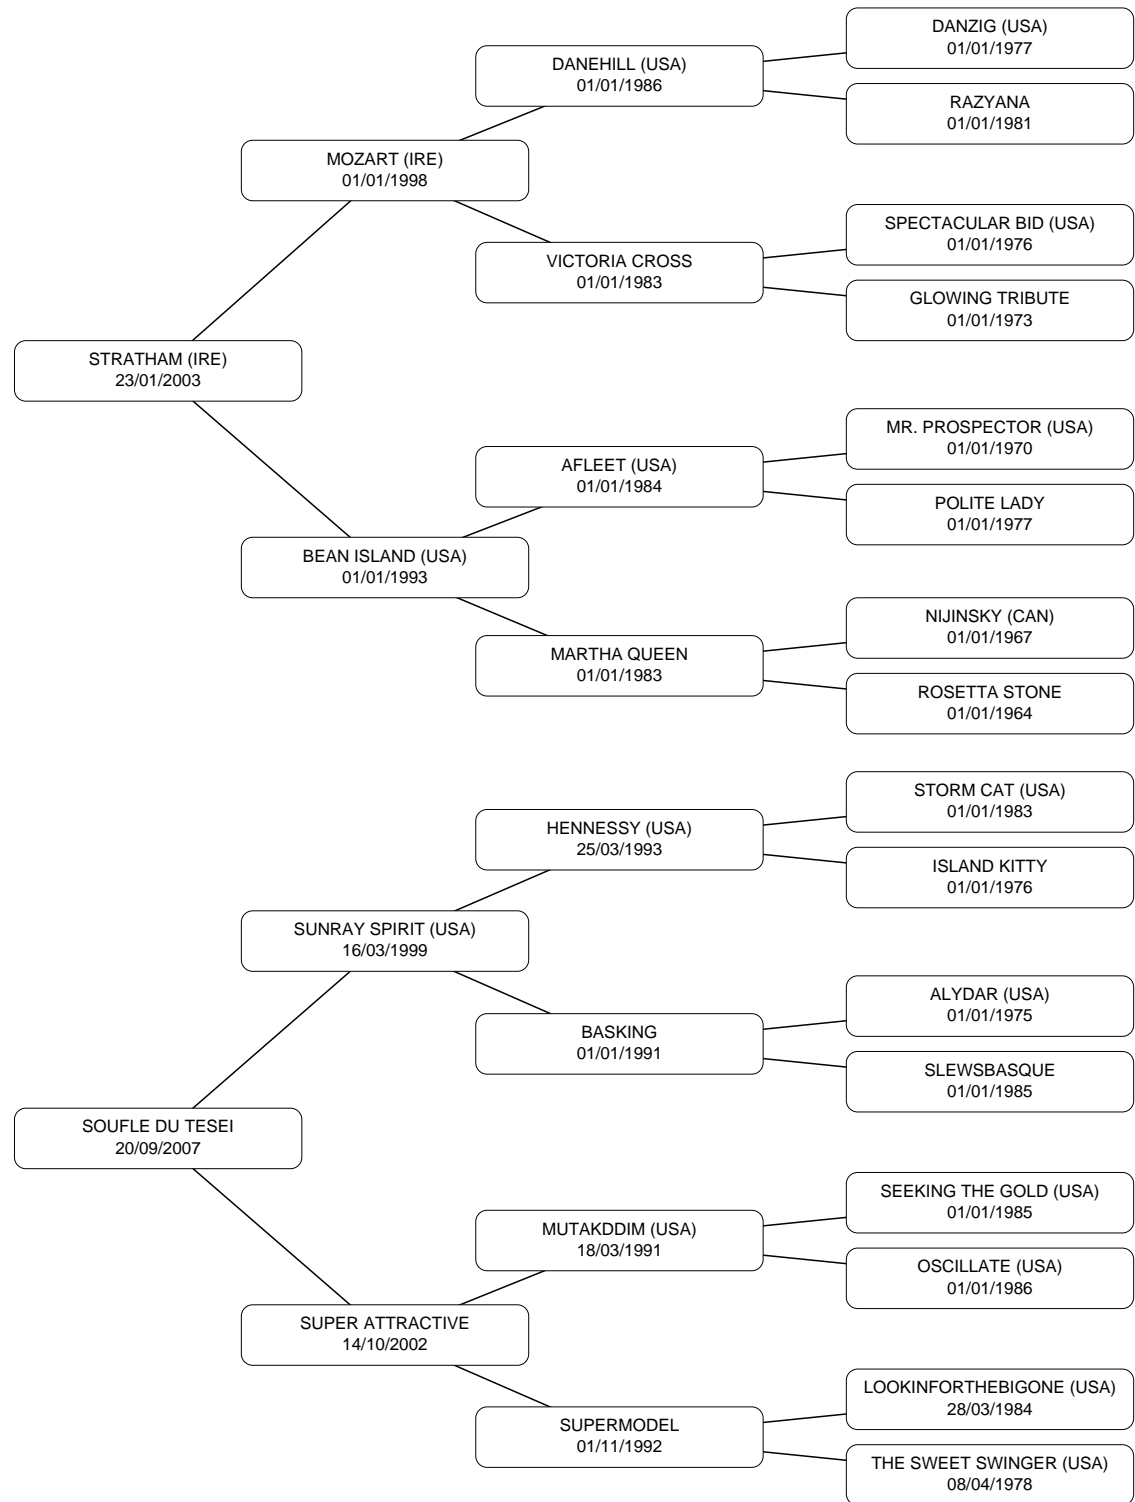 DANZIG (USA)
01/01/1977
DANEHILL (USA)
01/01/1986
RAZYANA
01/01/1981
MOZART (IRE)
01/01/1998
SPECTACULAR BID (USA)
01/01/1976
VICTORIA CROSS
01/01/1983
GLOWING TRIBUTE
01/01/1973
STRATHAM (IRE)
23/01/2003
MR. PROSPECTOR (USA)
01/01/1970
AFLEET (USA)
01/01/1984
POLITE LADY
01/01/1977
BEAN ISLAND (USA)
01/01/1993
NIJINSKY (CAN)
01/01/1967
MARTHA QUEEN
01/01/1983
ROSETTA STONE
01/01/1964
STORM CAT (USA)
01/01/1983
HENNESSY (USA)
25/03/1993
ISLAND KITTY
01/01/1976
SUNRAY SPIRIT (USA)
16/03/1999
ALYDAR (USA)
01/01/1975
BASKING
01/01/1991
SLEWSBASQUE
01/01/1985
SOUFLE DU TESEI
20/09/2007
SEEKING THE GOLD (USA)
01/01/1985
MUTAKDDIM (USA)
18/03/1991
OSCILLATE (USA)
01/01/1986
SUPER ATTRACTIVE
14/10/2002
LOOKINFORTHEBIGONE (USA)
28/03/1984
SUPERMODEL
01/11/1992
THE SWEET SWINGER (USA)
08/04/1978